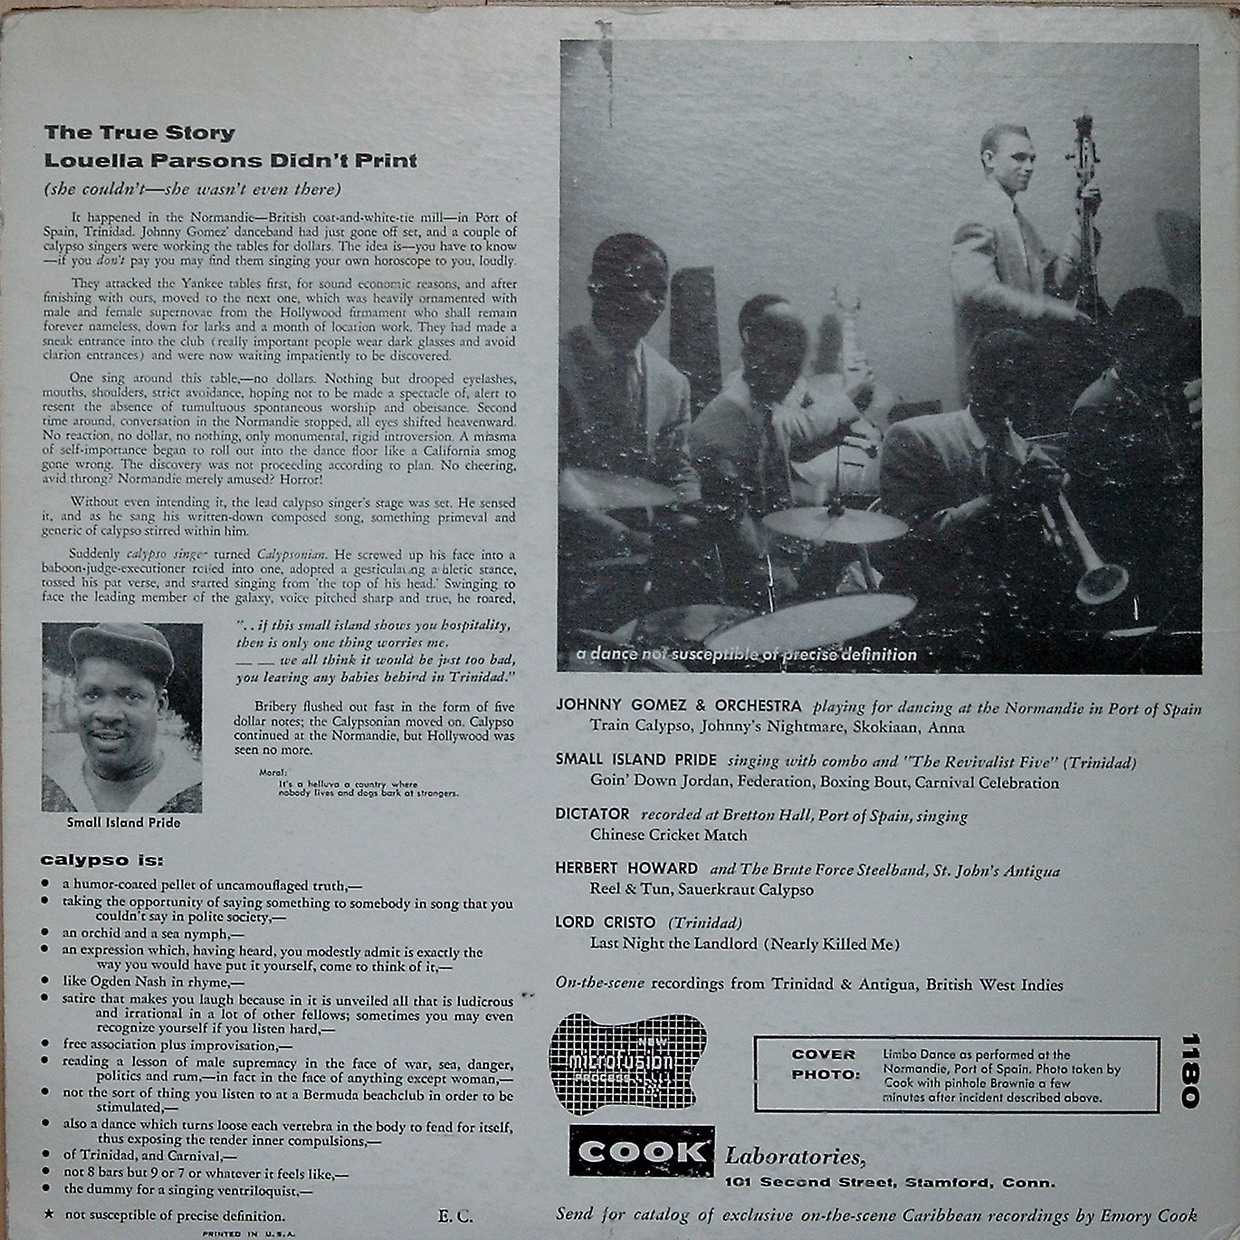 The True Story
Louella Parsons Didn't Print
(she couldn't—she wasn't even there)
It happened in the Normandie—British coat-and-white-tie mill—in Port of
Spain, Trinidad. Johnny Gomez' danceband had just gone off set, and a couple of
calypso singers were working the tables for dollars. The idea is—you have to know
—if you don't pay you may find them singing your own horoscope to you, loudly.
They attacked the Yankee tables first, for sound economic reasons, and after
finishing with ours, moved to the next one, which was heavily ornamented with
male and female supernovae from the Hollywood firmament who shall remain
forever nameless, down for larks and a month of location work. They had made a
sneak entrance into the club (really important people wear dark glasses and avoid
clarion entrances) and were now waiting impatiently to be discovered.
One sing around this table,—no dollars. Nothing but drooped eyelashes,
mouths, shoulders, strict avoidance, hoping not to be made a spectacle of, alert to
resent the absence of tumultuous spontaneous worship and obeisance. Second
time around, conversation in the Normandie stopped, all eyes shifted heavenward.
No reaction, no dollar, no nothing, only monumental, rigid introversion. A miasma
of self-importance began to roll out into the dance floor like a California smog
gone wrong. The discovery was not proceeding according to plan. No cheering,
avid throng? Normandie merely amused? Horror!
Without even intending it, the lead calypso singer's stage was set. He sensed
it, and as he sang his written-down composed song, something primeval and
generic of calypso stirred within him.
Suddenly calypso singer turned Calypsonian. He screwed up his face into a
baboon-judge-executioner rolled into one, adopted a gesticulating athletic stance,
tossed his pat verse, and started singing from 'the top of his head.' Swinging to
face the leading member of the galaxy, voice pitched sharp and true, he roared,
". . if this small island shows you hospitality,
then is only one thing worries me,
__ __ we all think it would be just too bad,
you leaving any babies behind in Trinidad."
Bribery flushed out fast in the form of five
dollar notes; the Calypsonian moved on. Calypso
continued at the Normandie, but Hollywood was
seen no more.
Moral:
It's a helluva a country where
nobody lives and dogs bark at strangers.
Small Island Pride
calypso is:
• a humor-coated pellet of uncamouflaged truth,—
• taking the opportunity of saying something to somebody in song that you
couldn't say in polite society,—
• an orchid and a sea nymph,—
• an expression which, having heard, you modestly admit is exactly the
way you would have put it yourself, come to think of it,—
• like Ogden Nash in rhyme,—
• satire that makes you laugh because in it is unveiled all that is ludicrous
and irrational in a lot of other fellows; sometimes you may even
recognize yourself if you listen hard,—
• free association plus improvisation,—
• reading a lesson of male supremacy in the face of war, sea, danger,
politics and rum,—in fact in the face of anything except woman,—
• not the sort of thing you listen to at a Bermuda beachclub in order to be
stimulated,—
• also a dance which turns loose each vertebra in the body to fend for itself,
thus exposing the tender inner compulsions,—
• of Trinidad, and Carnival,—
• not 8 bars but 9 or 7 or whatever it feels like,—
• the dummy for a singing ventriloquist,—
★ not susceptible of precise definition. E. C.
PRINTED IN U.S.A.
a dance not susceptible of precise definition
JOHNNY GOMEZ & ORCHESTRA playing for dancing at the Normandie in Port of Spain
Train Calypso, Johnny's Nightmare, Skokiaan, Anna
SMALL ISLAND PRIDE singing with combo and "The Revivalist Five" (Trinidad)
Goin' Down Jordan, Federation, Boxing Bout, Carnival Celebration
DICTATOR recorded at Bretton Hall, Port of Spain, singing
Chinese Cricket Match
HERBERT HOWARD and The Brute Force Steelband, St. John's Antigua
Reel & Tun, Sauerkraut Calypso
LORD CRISTO (Trinidad)
Last Night the Landlord (Nearly Killed Me)
On-the-scene recordings from Trinidad & Antigua, British West Indies
NEW
microfusion
PROCESS
COVER PHOTO:
Limbo Dance as performed at the
Normandie, Port of Spain. Photo taken by
Cook with pinhole Brownie a few
minutes after incident described above.
1180
COOK Laboratories,
101 Second Street, Stamford, Conn.
Send for catalog of exclusive on-the-scene Caribbean recordings by Emory Cook